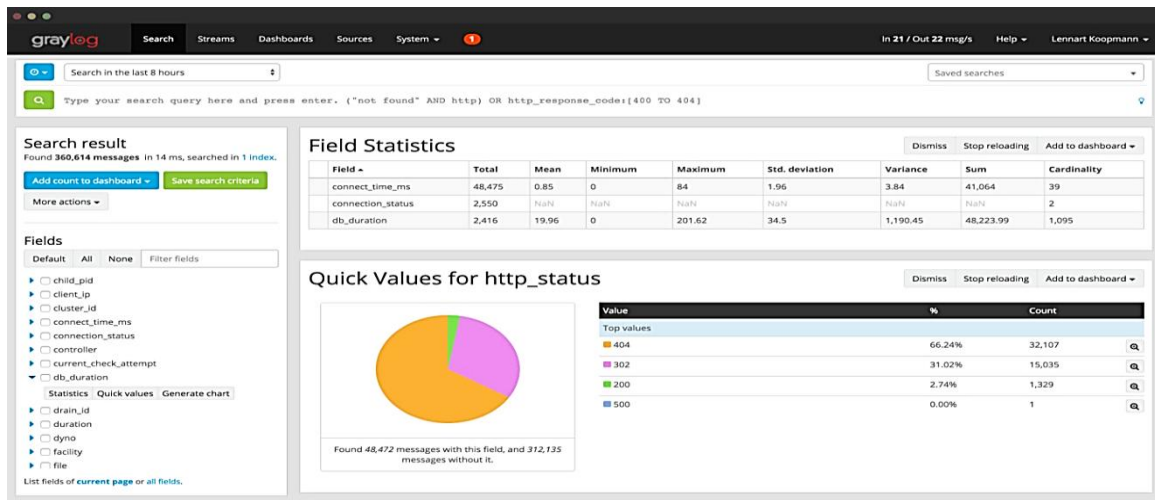 graylog Search Streams Dashboards Sources System 1 In 21 / Out 22 msg/s Help Lennart Koopmann
Search in the last 8 hours Saved searches
Type your search query here and press enter. ("not found" AND http) OR http_response_code:[400 TO 404]
Search result
Found 360,614 messages in 14 ms, searched in 1 index.
Add count to dashboard Save search criteria
More actions
Fields
Default All None Filter fields
child_pid
client_ip
cluster_id
connect_time_ms
connection_status
controller
current_check_attempt
db_duration
Statistics Quick values Generate chart
drain_id
duration
dyno
facility
file
List fields of current page or all fields.
Field Statistics Dismiss Stop reloading Add to dashboard
Field Total Mean Minimum Maximum Std. deviation Variance Sum Cardinality
connect_time_ms 48,475 0.85 0 84 1.96 3.84 41,064 39
connection_status 2,550 NaN NaN NaN NaN NaN NaN 2
db_duration 2,416 19.96 0 201.62 34.5 1,190.45 48,223.99 1,095
Quick Values for http_status Dismiss Stop reloading Add to dashboard
Value % Count
Top values
404 66.24% 32,107
302 31.02% 15,035
200 2.74% 1,329
500 0.00% 1
Found 48,472 messages with this field, and 312,135
messages without it.